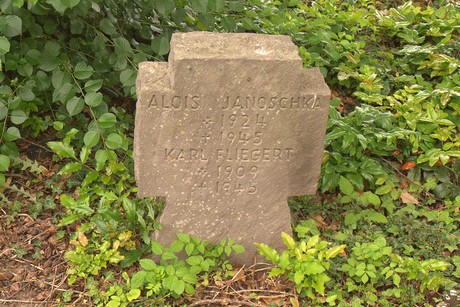 ALOIS JANOSCHKA
* 1924
✝ 1945
KARL FLIEGERT
* 1909
✝ 1945